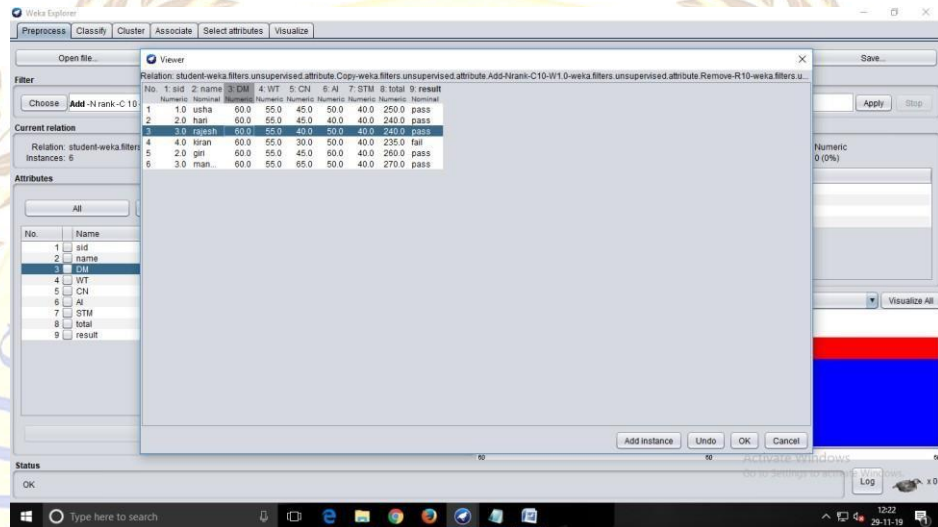 Weka Explorer
Preprocess Classify Cluster Associate Select attributes Visualize
Open file...
Save...
Filter
Choose Add -N rank -C 10
Apply Stop
Current relation
Relation: student-weka.filters
Instances: 6
Attributes
All
No. Name
1 sid
2 name
3 DM
4 WT
5 CN
6 AI
7 STM
8 total
9 result
Numeric
0 (0%)
Visualize All
Viewer
Relation: student-weka.filters.unsupervised.attribute.Copy-weka.filters.unsupervised.attribute.Add-Nrank-C10-W1.0-weka.filters.unsupervised.attribute.Remove-R10-weka.filters.u...
No. 1: sid 2: name 3: DM 4: WT 5: CN 6: AI 7: STM 8: total 9: result
Numeric Nominal Numeric Numeric Numeric Numeric Numeric Numeric Nominal
1 1.0 usha 60.0 55.0 45.0 50.0 40.0 250.0 pass
2 2.0 hari 60.0 55.0 40.0 40.0 40.0 240.0 pass
3 3.0 rajesh 60.0 55.0 40.0 50.0 40.0 240.0 pass
4 4.0 kiran 60.0 55.0 30.0 50.0 40.0 235.0 fail
5 2.0 giri 60.0 55.0 45.0 60.0 40.0 260.0 pass
6 3.0 man... 60.0 55.0 65.0 50.0 40.0 270.0 pass
Add instance Undo OK Cancel
60 60
Activate Windows
Go to Settings to activate Windows.
Status
OK
Log x 0
Type here to search
12:22
29-11-19